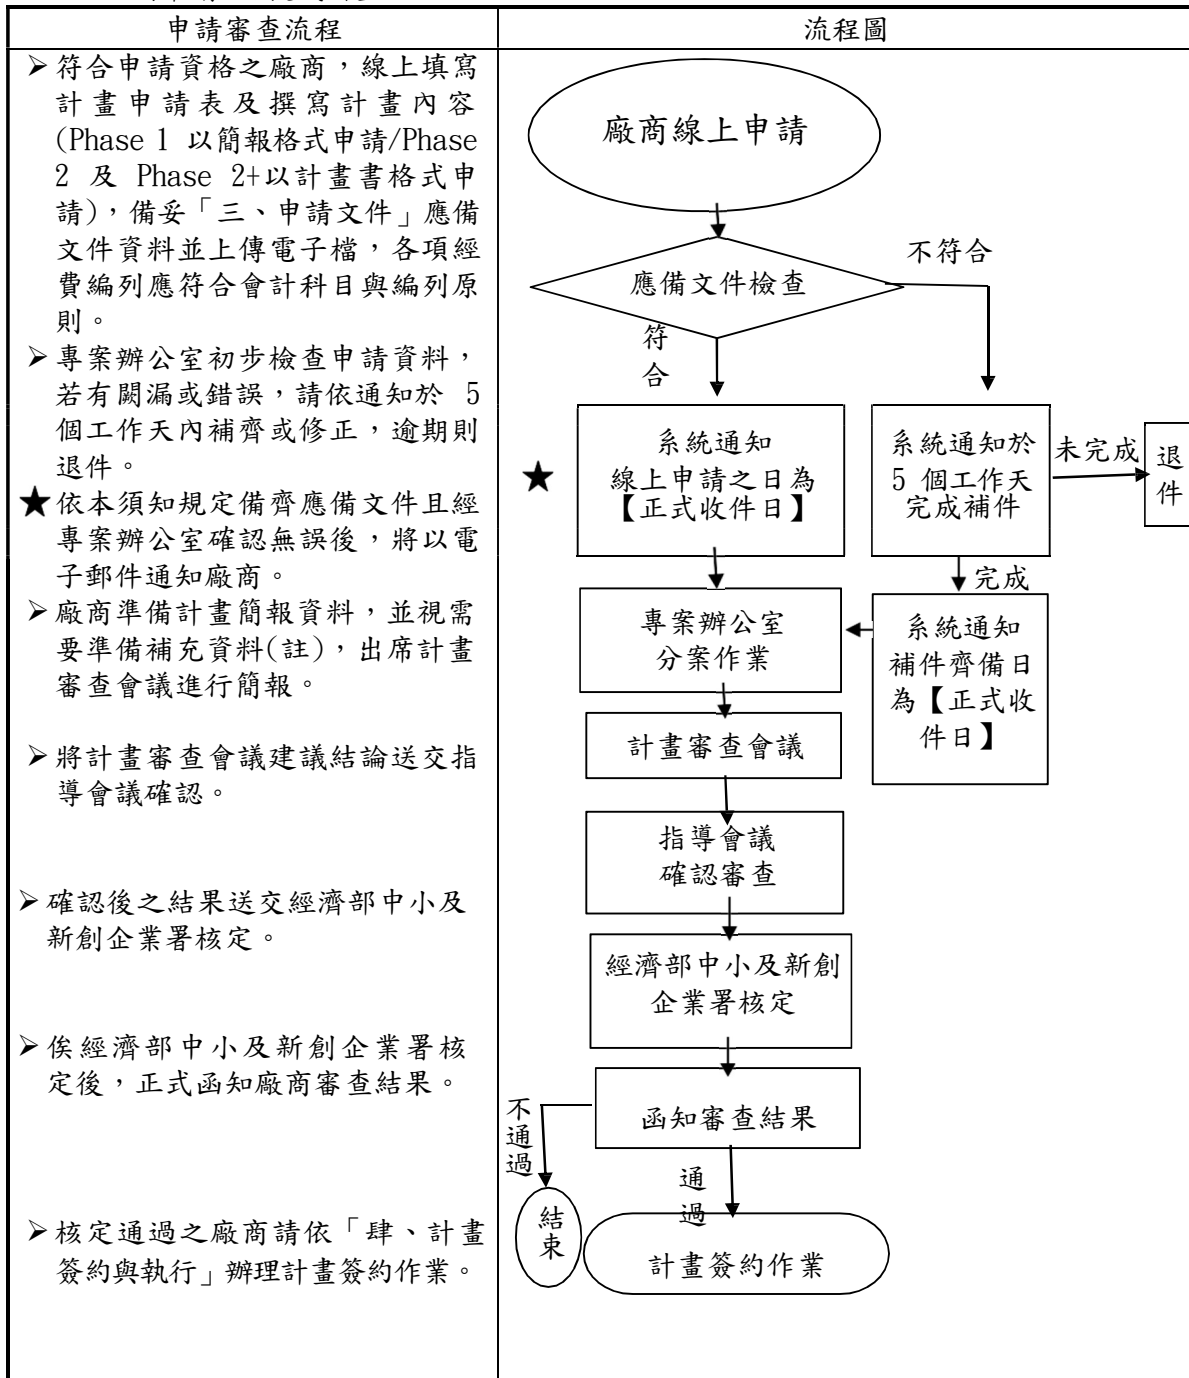 申請審查流程
流程圖
➢符合申請資格之廠商，線上填寫
計畫申請表及撰寫計畫內容
(Phase 1 以簡報格式申請/Phase
2 及 Phase 2+以計畫書格式申
請)，備妥「三、申請文件」應備
文件資料並上傳電子檔，各項經
費編列應符合會計科目與編列原
則。
➢專案辦公室初步檢查申請資料，
若有闕漏或錯誤，請依通知於 5
個工作天內補齊或修正，逾期則
退件。
★依本須知規定備齊應備文件且經
專案辦公室確認無誤後，將以電
子郵件通知廠商。
➢廠商準備計畫簡報資料，並視需
要準備補充資料(註)，出席計畫
審查會議進行簡報。
➢將計畫審查會議建議結論送交指
導會議確認。
➢確認後之結果送交經濟部中小及
新創企業署核定。
➢俟經濟部中小及新創企業署核
定後，正式函知廠商審查結果。
➢核定通過之廠商請依「肆、計畫
簽約與執行」辦理計畫簽約作業。
廠商線上申請
應備文件檢查
不符合
符
合
★
系統通知
線上申請之日為
【正式收件日】
系統通知於
5 個工作天
完成補件
未完成
退
件
完成
專案辦公室
分案作業
系統通知
補件齊備日
為【正式收
件日】
計畫審查會議
指導會議
確認審查
經濟部中小及新創
企業署核定
函知審查結果
不
通
過
通
過
結
束
計畫簽約作業